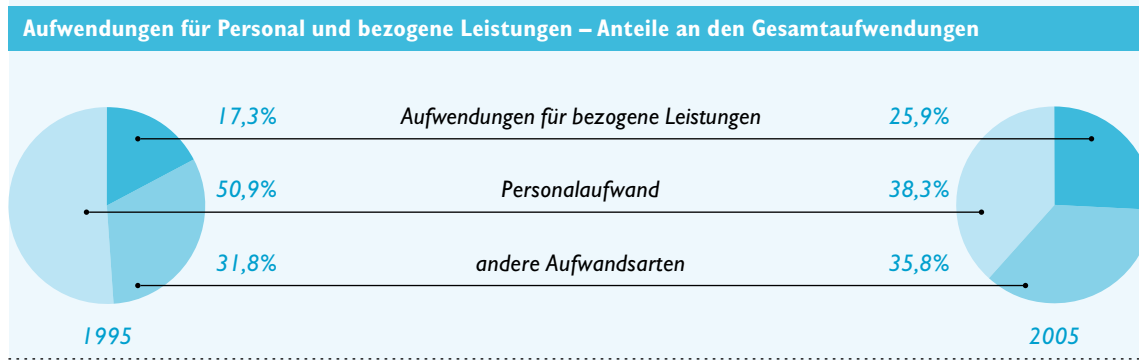 Aufwendungen für Personal und bezogene Leistungen – Anteile an den Gesamtaufwendungen
17,3% Aufwendungen für bezogene Leistungen 25,9%
50,9% Personalaufwand 38,3%
31,8% andere Aufwandsarten 35,8%
1995 2005